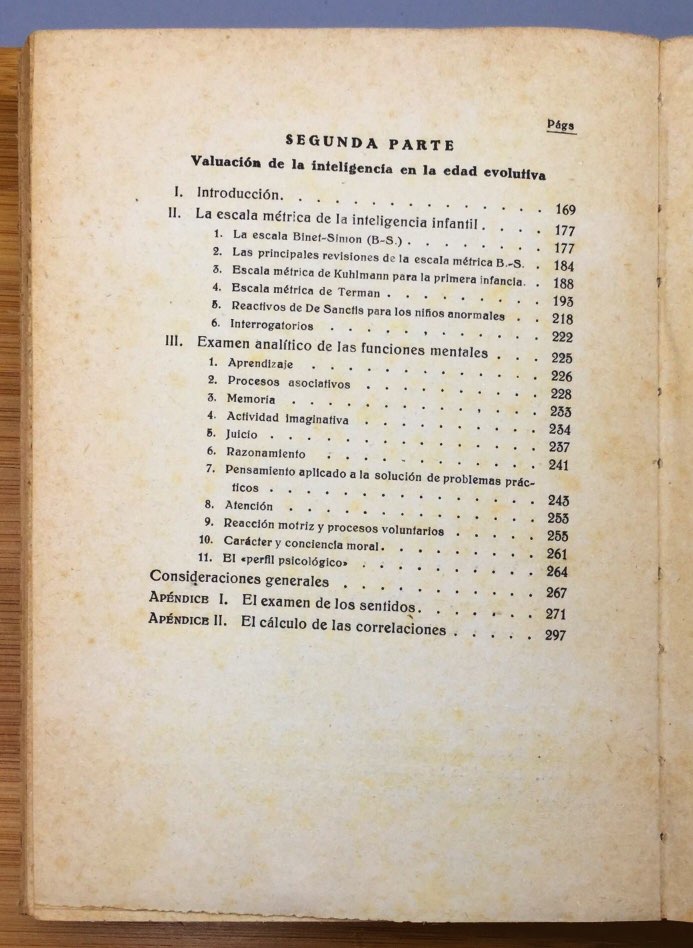 Págs
SEGUNDA PARTE
Valuación de la inteligencia en la edad evolutiva
I. Introducción. . . . . . . . . . . . . . . 169
II. La escala métrica de la inteligencia infantil . . . . 177
1. La escala Binet-Simon (B-S.) . . . . . . . . 177
2. Las principales revisiones de la escala métrica B.-S. . 184
3. Escala métrica de Kuhlmann para la primera infancia. . 188
4. Escala métrica de Terman . . . . . . . . . 193
5. Reactivos de De Sanctis para los niños anormales . . 218
6. Interrogatorios . . . . . . . . . . . . 222
III. Examen analítico de las funciones mentales . . . 225
1. Aprendizaje . . . . . . . . . . . . . 226
2. Procesos asociativos . . . . . . . . . . 228
3. Memoria . . . . . . . . . . . . . . 233
4. Actividad imaginativa . . . . . . . . . . 234
5. Juicio . . . . . . . . . . . . . . . 237
6. Razonamiento . . . . . . . . . . . . 241
7. Pensamiento aplicado a la solución de problemas prác-
ticos . . . . . . . . . . . . . . . 243
8. Atención . . . . . . . . . . . . . . 253
9. Reacción motriz y procesos voluntarios . . . . . 255
10. Carácter y conciencia moral. . . . . . . . . 261
11. El «perfil psicológico» . . . . . . . . . . 264
Consideraciones generales . . . . . . . . . . . 267
APÉNDICE I. El examen de los sentidos. . . . . . . 271
APÉNDICE II. El cálculo de las correlaciones . . . . . 297